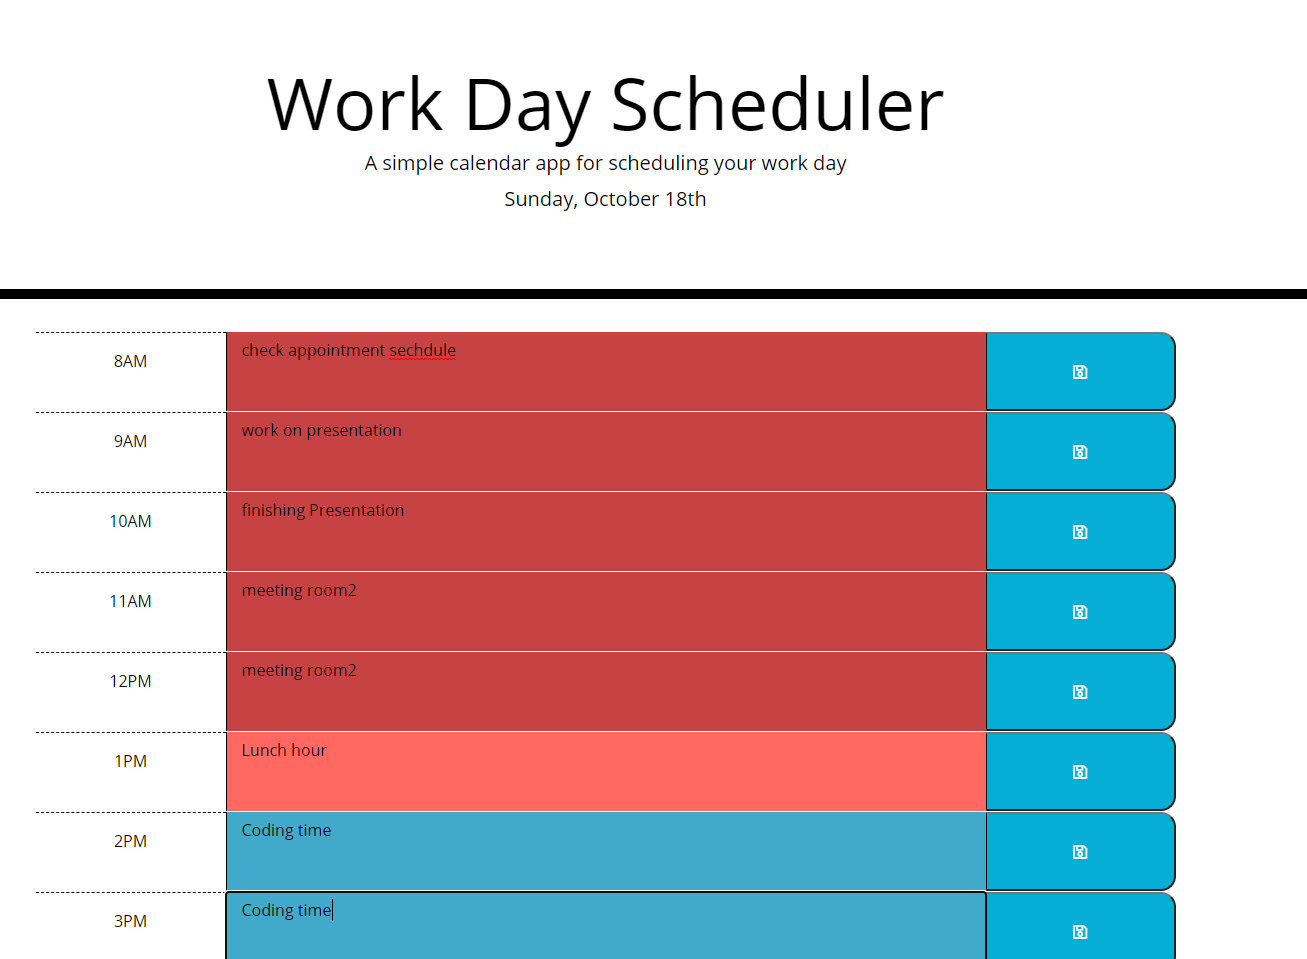 Work Day Scheduler
A simple calendar app for scheduling your work day
Sunday, October 18th
8AM
check appointment sechdule
9AM
work on presentation
10AM
finishing Presentation
11AM
meeting room2
12PM
meeting room2
1PM
Lunch hour
2PM
Coding time
3PM
Coding time